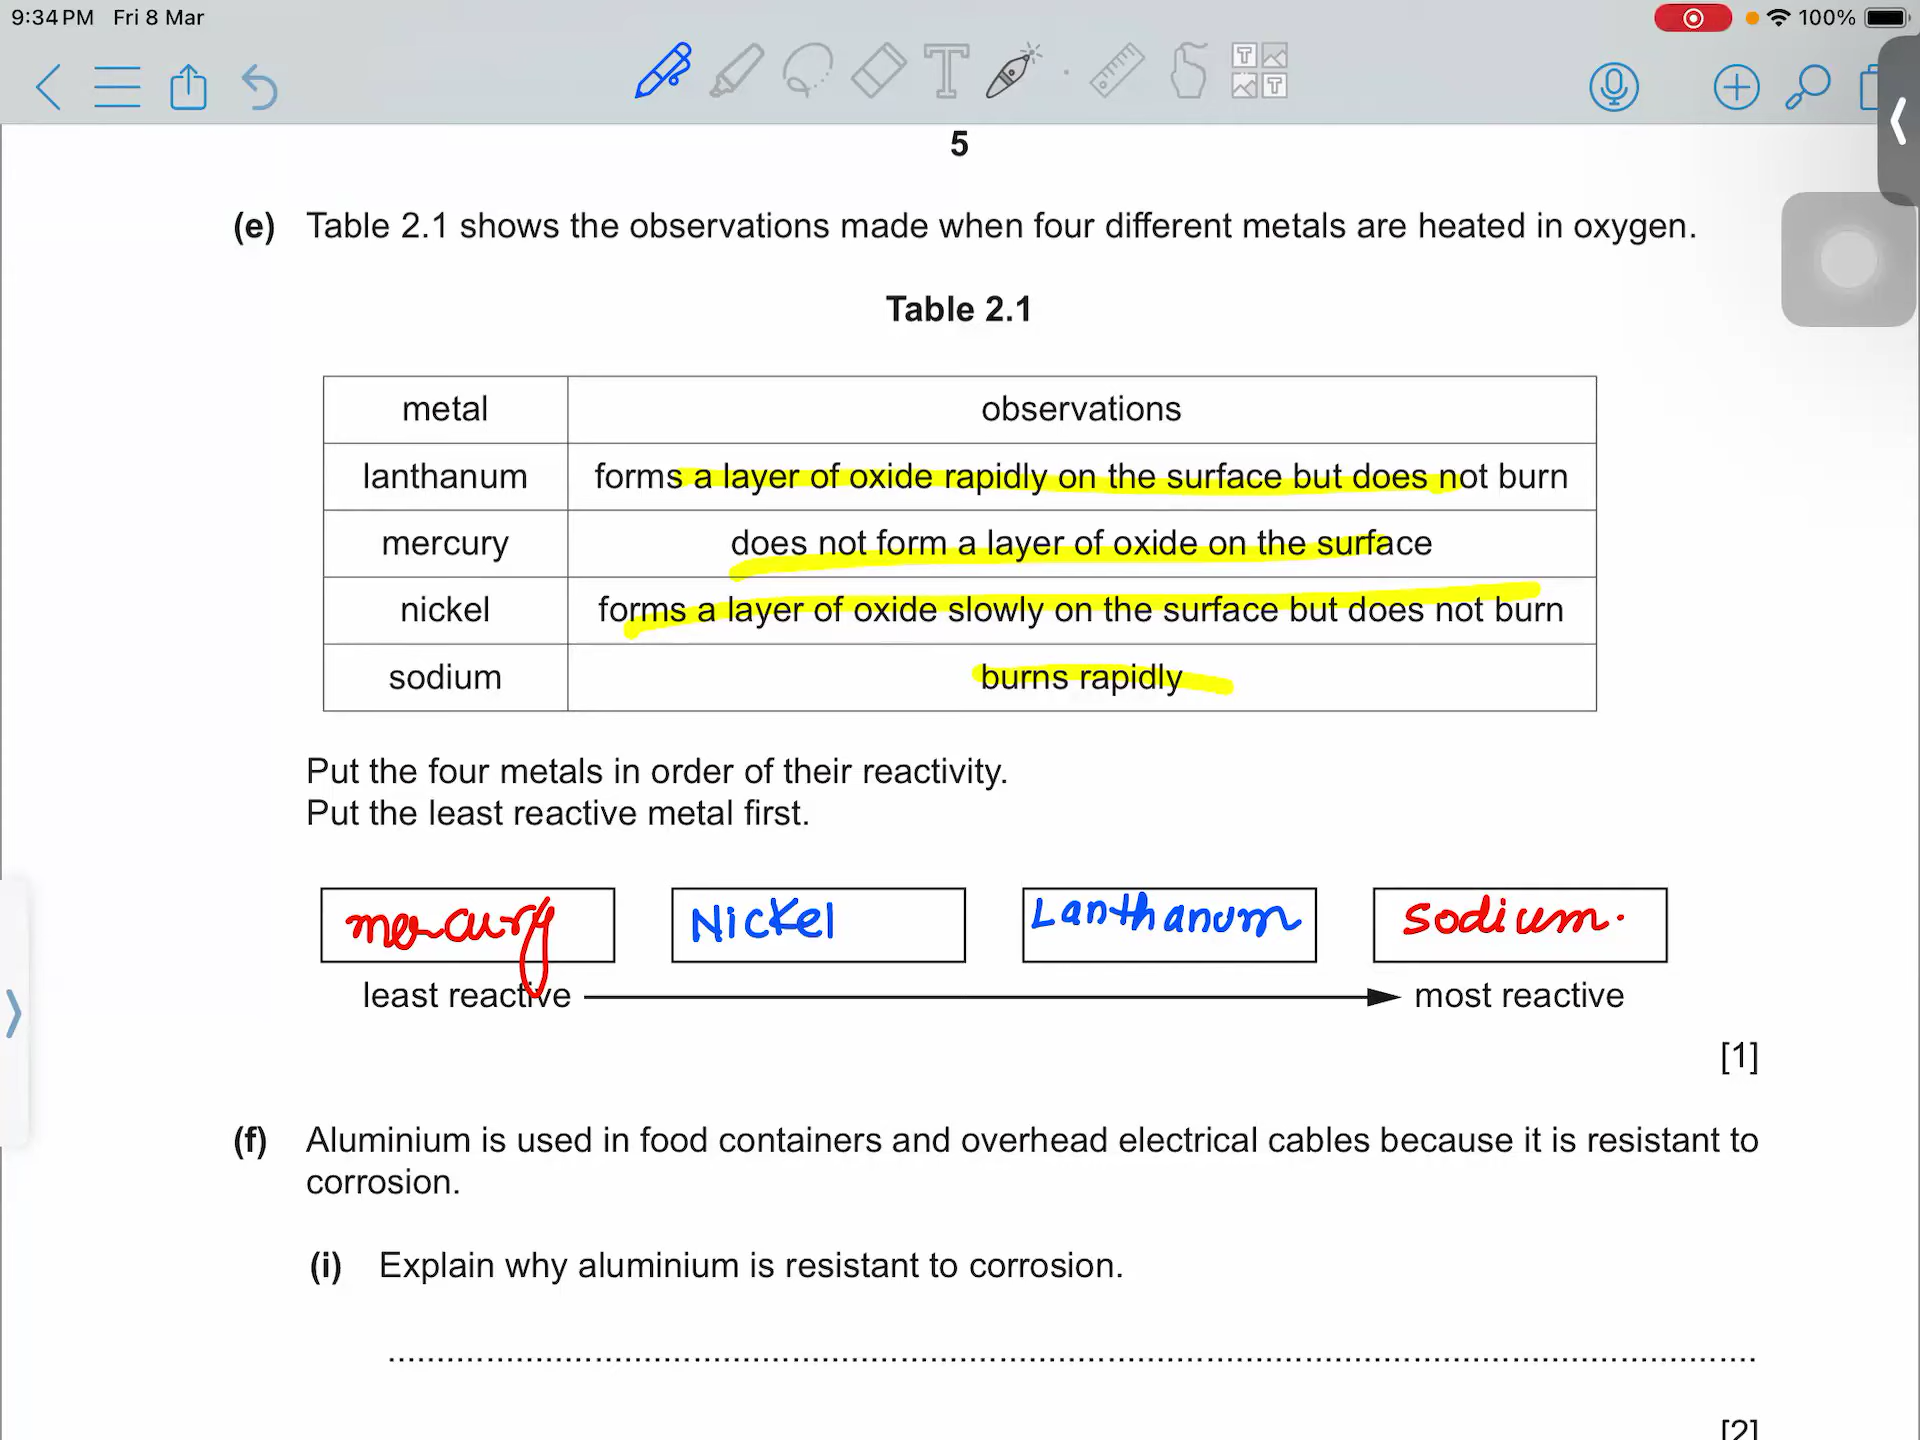 9:34 PM Fri 8 Mar
100%
5
(e) Table 2.1 shows the observations made when four different metals are heated in oxygen.
Table 2.1
metal observations
lanthanum forms a layer of oxide rapidly on the surface but does not burn
mercury does not form a layer of oxide on the surface
nickel forms a layer of oxide slowly on the surface but does not burn
sodium burns rapidly
Put the four metals in order of their reactivity.
Put the least reactive metal first.
mercury Nickel Lanthanum Sodium.
least reactive most reactive
[1]
(f) Aluminium is used in food containers and overhead electrical cables because it is resistant to
corrosion.
(i) Explain why aluminium is resistant to corrosion.
[2]